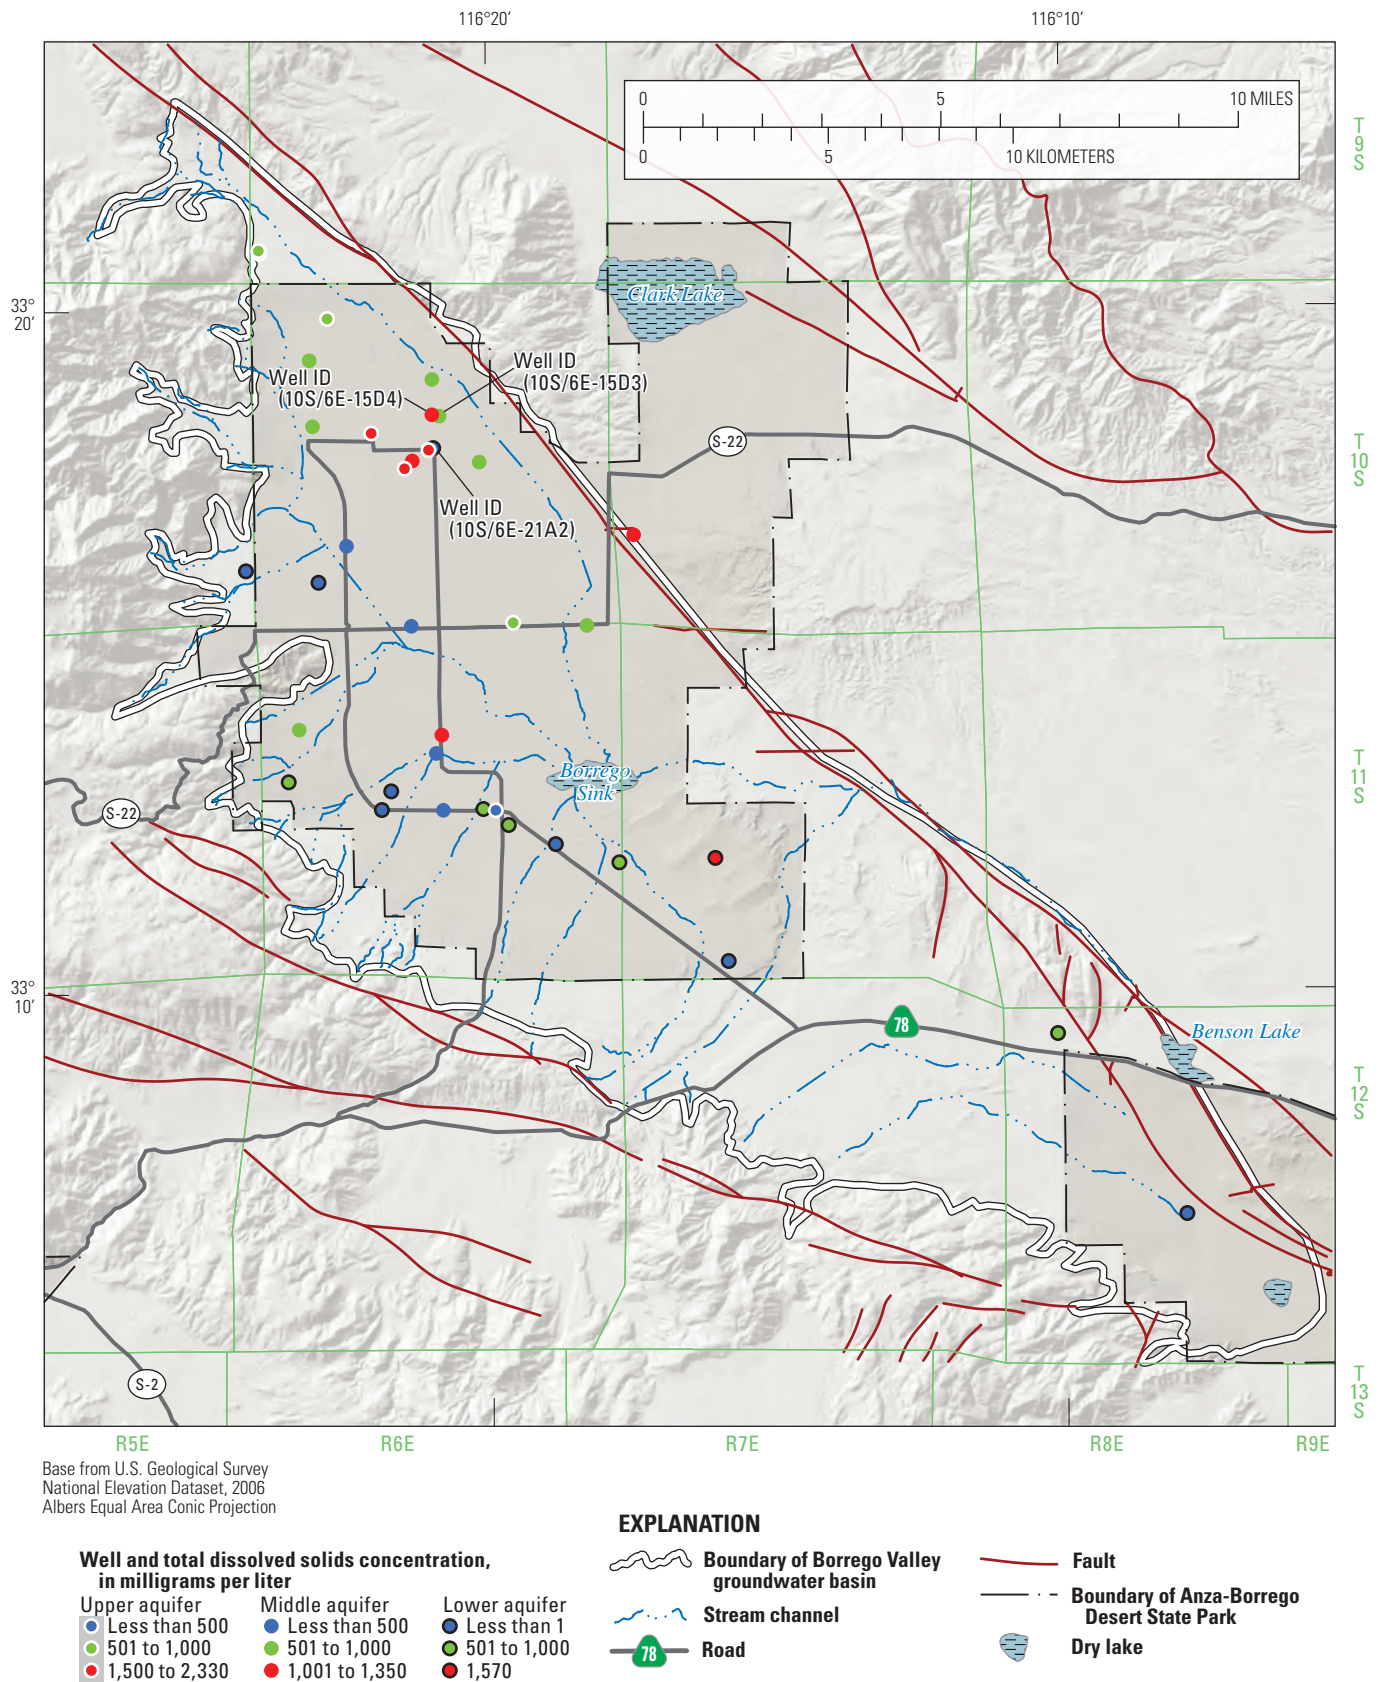 116°20'
116°10'
0 5 10 MILES
0 5 10 KILOMETERS
T
9
S
33°
20'
Clark Lake
Well ID
(10S/6E-15D3)
Well ID
(10S/6E-15D4)
S-22
T
10
S
Well ID
(10S/6E-21A2)
Borrego
Sink
T
11
S
S-22
33°
10'
78
Benson Lake
T
12
S
S-2
T
13
S
R5E R6E R7E R8E R9E
Base from U.S. Geological Survey
National Elevation Dataset, 2006
Albers Equal Area Conic Projection
EXPLANATION
Well and total dissolved solids concentration,
in milligrams per liter
Upper aquifer
Less than 500
501 to 1,000
1,500 to 2,330
Middle aquifer
Less than 500
501 to 1,000
1,001 to 1,350
Lower aquifer
Less than 1
501 to 1,000
1,570
Boundary of Borrego Valley
groundwater basin
Stream channel
78 Road
Fault
Boundary of Anza-Borrego
Desert State Park
Dry lake